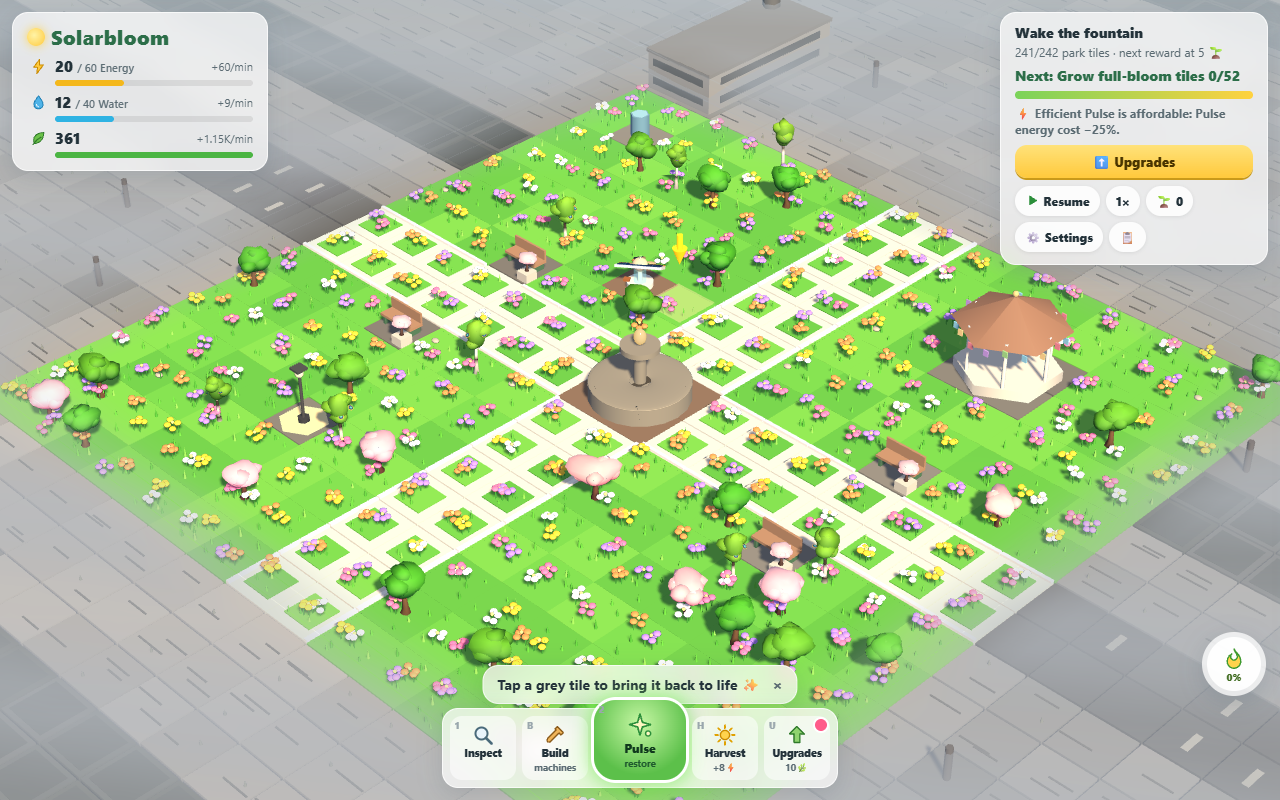 Solarbloom
20 / 60 Energy +60/min
12 / 40 Water +9/min
361 +1.15K/min
Wake the fountain
241/242 park tiles · next reward at 5
Next: Grow full-bloom tiles 0/52
Efficient Pulse is affordable: Pulse
energy cost −25%.
Upgrades
Resume 1× 0
Settings
0%
Tap a grey tile to bring it back to life ×
1 Inspect
B Build
machines
Pulse
restore
H Harvest
+8
U Upgrades
10